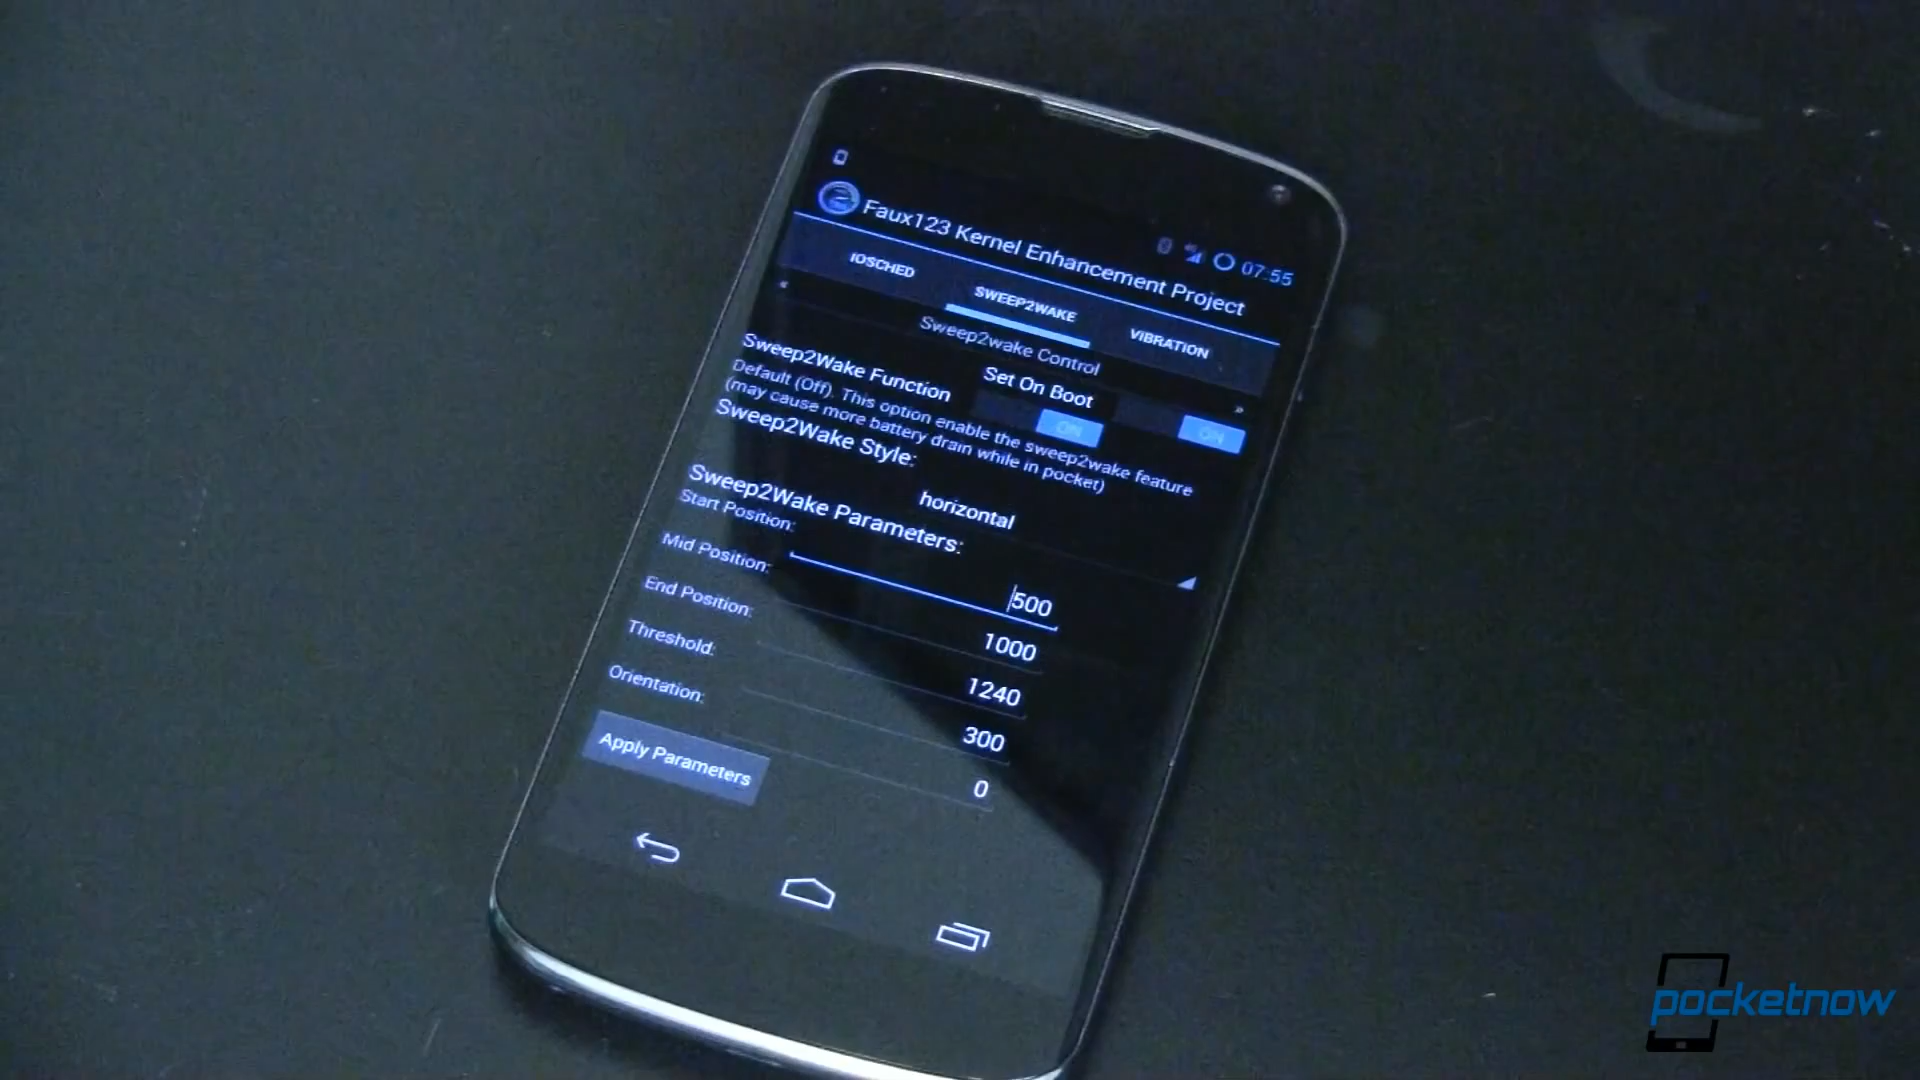 07:55
Faux123 Kernel Enhancement Project
IOSCHED
SWEEP2WAKE
VIBRATION
«
Sweep2wake Control
»
Sweep2Wake Function
Set On Boot
ON
ON
Default (Off). This option enable the sweep2wake feature
(may cause more battery drain while in pocket)
Sweep2Wake Style:
horizontal
Sweep2Wake Parameters:
Start Position:
500
Mid Position:
1000
End Position:
1240
Threshold:
300
Orientation:
0
Apply Parameters
pocketnow